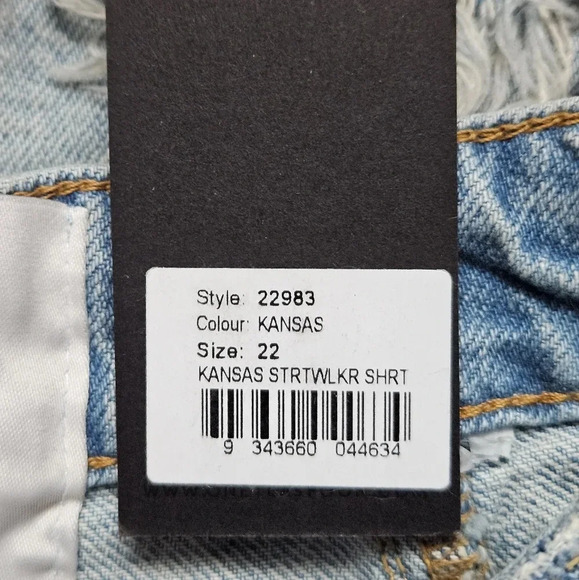 Style: 22983
Colour: KANSAS
Size: 22
KANSAS STRTWLKR SHRT
9 343660 044634